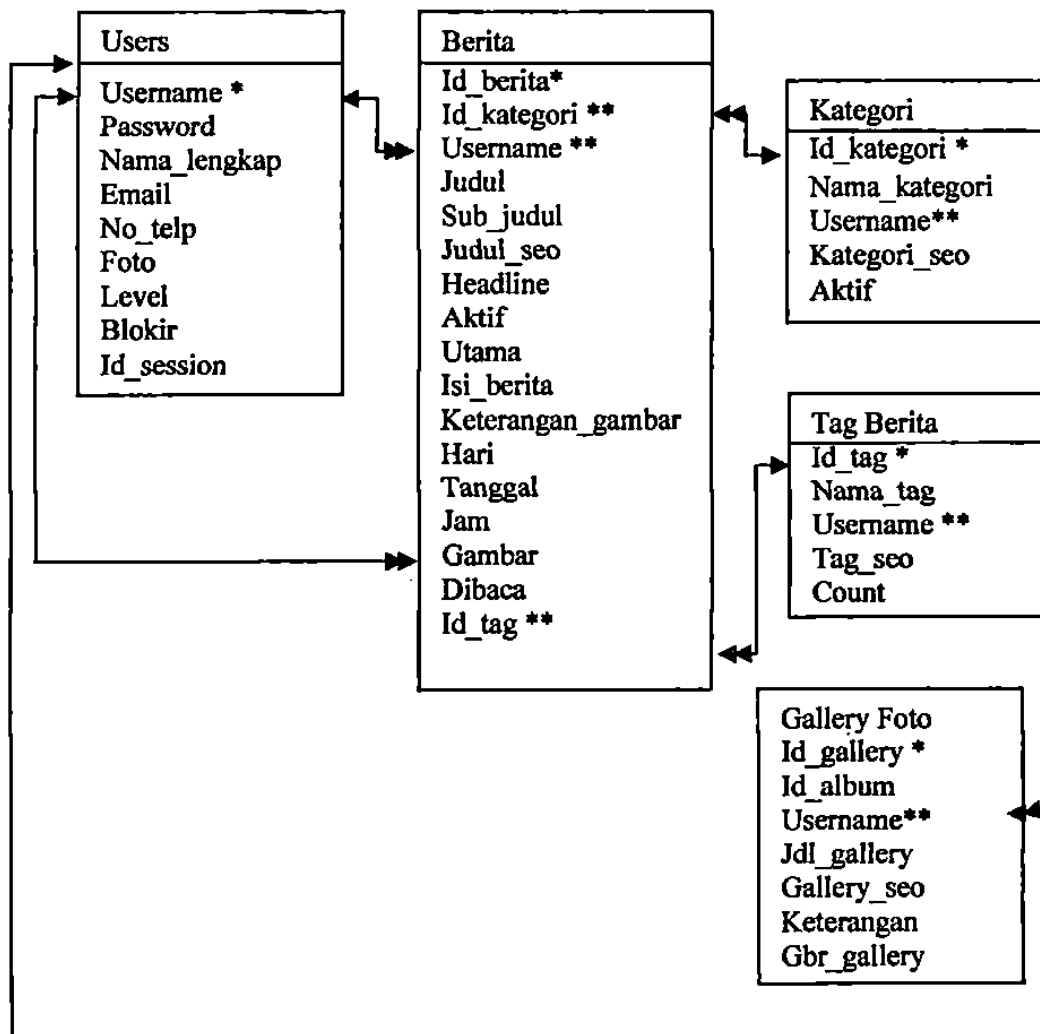 Users
Username *
Password
Nama_lengkap
Email
No_telp
Foto
Level
Blokir
Id_session
Berita
Id_berita*
Id_kategori **
Username **
Judul
Sub_judul
Judul_seo
Headline
Aktif
Utama
Isi_berita
Keterangan_gambar
Hari
Tanggal
Jam
Gambar
Dibaca
Id_tag **
Kategori
Id_kategori *
Nama_kategori
Username**
Kategori_seo
Aktif
Tag Berita
Id_tag *
Nama_tag
Username **
Tag_seo
Count
Gallery Foto
Id_gallery *
Id_album
Username**
Jdl_gallery
Gallery_seo
Keterangan
Gbr_gallery